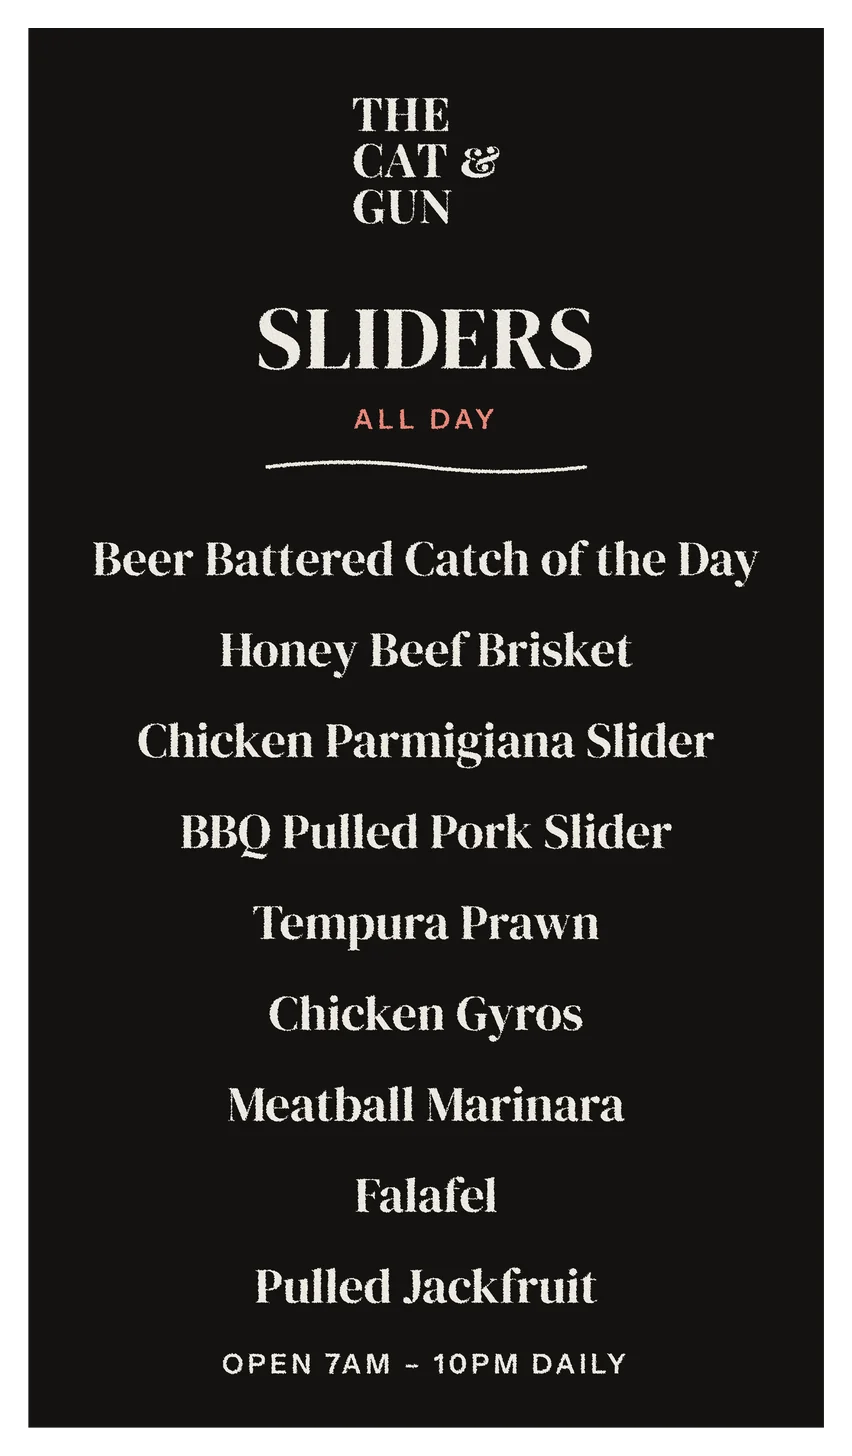 THE
CAT &
GUN
SLIDERS
ALL DAY
Beer Battered Catch of the Day
Honey Beef Brisket
Chicken Parmigiana Slider
BBQ Pulled Pork Slider
Tempura Prawn
Chicken Gyros
Meatball Marinara
Falafel
Pulled Jackfruit
OPEN 7AM - 10PM DAILY